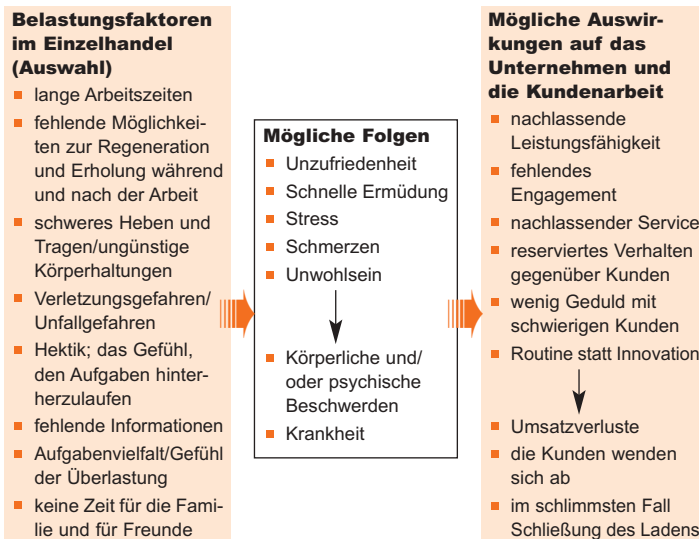 Belastungsfaktoren
im Einzelhandel
(Auswahl)
lange Arbeitszeiten
fehlende Möglichkei-
ten zur Regeneration
und Erholung während
und nach der Arbeit
schweres Heben und
Tragen/ungünstige
Körperhaltungen
Verletzungsgefahren/
Unfallgefahren
Hektik; das Gefühl,
den Aufgaben hinter-
herzulaufen
fehlende Informationen
Aufgabenvielfalt/Gefühl
der Überlastung
keine Zeit für die Fami-
lie und für Freunde
Mögliche Folgen
Unzufriedenheit
Schnelle Ermüdung
Stress
Schmerzen
Unwohlsein
Körperliche und/
oder psychische
Beschwerden
Krankheit
Mögliche Auswir-
kungen auf das
Unternehmen und
die Kundenarbeit
nachlassende
Leistungsfähigkeit
fehlendes
Engagement
nachlassender Service
reserviertes Verhalten
gegenüber Kunden
wenig Geduld mit
schwierigen Kunden
Routine statt Innovation
Umsatzverluste
die Kunden wenden
sich ab
im schlimmsten Fall
Schließung des Ladens